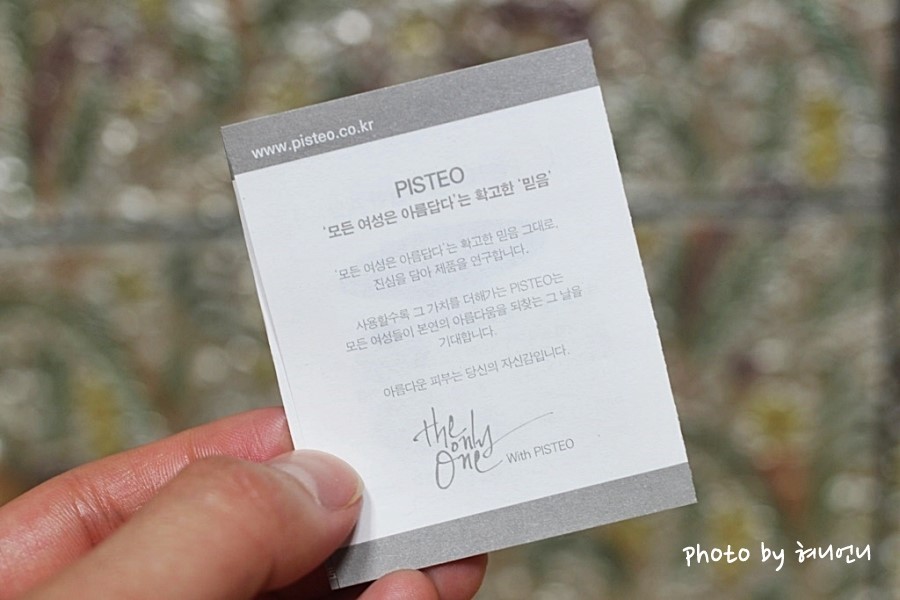 www.pisteo.co.kr
PISTEO
'모든 여성은 아름답다'는 확고한 '믿음'
'모든 여성은 아름답다'는 확고한 믿음 그대로,
진심을 담아 제품을 연구합니다.
사용할수록 그 가치를 더해가는 PISTEO는
모든 여성들이 본연의 아름다움을 되찾는 그 날을
기대합니다.
아름다운 피부는 당신의 자신감입니다.
the
only
One With PISTEO
Photo by 혀니언니